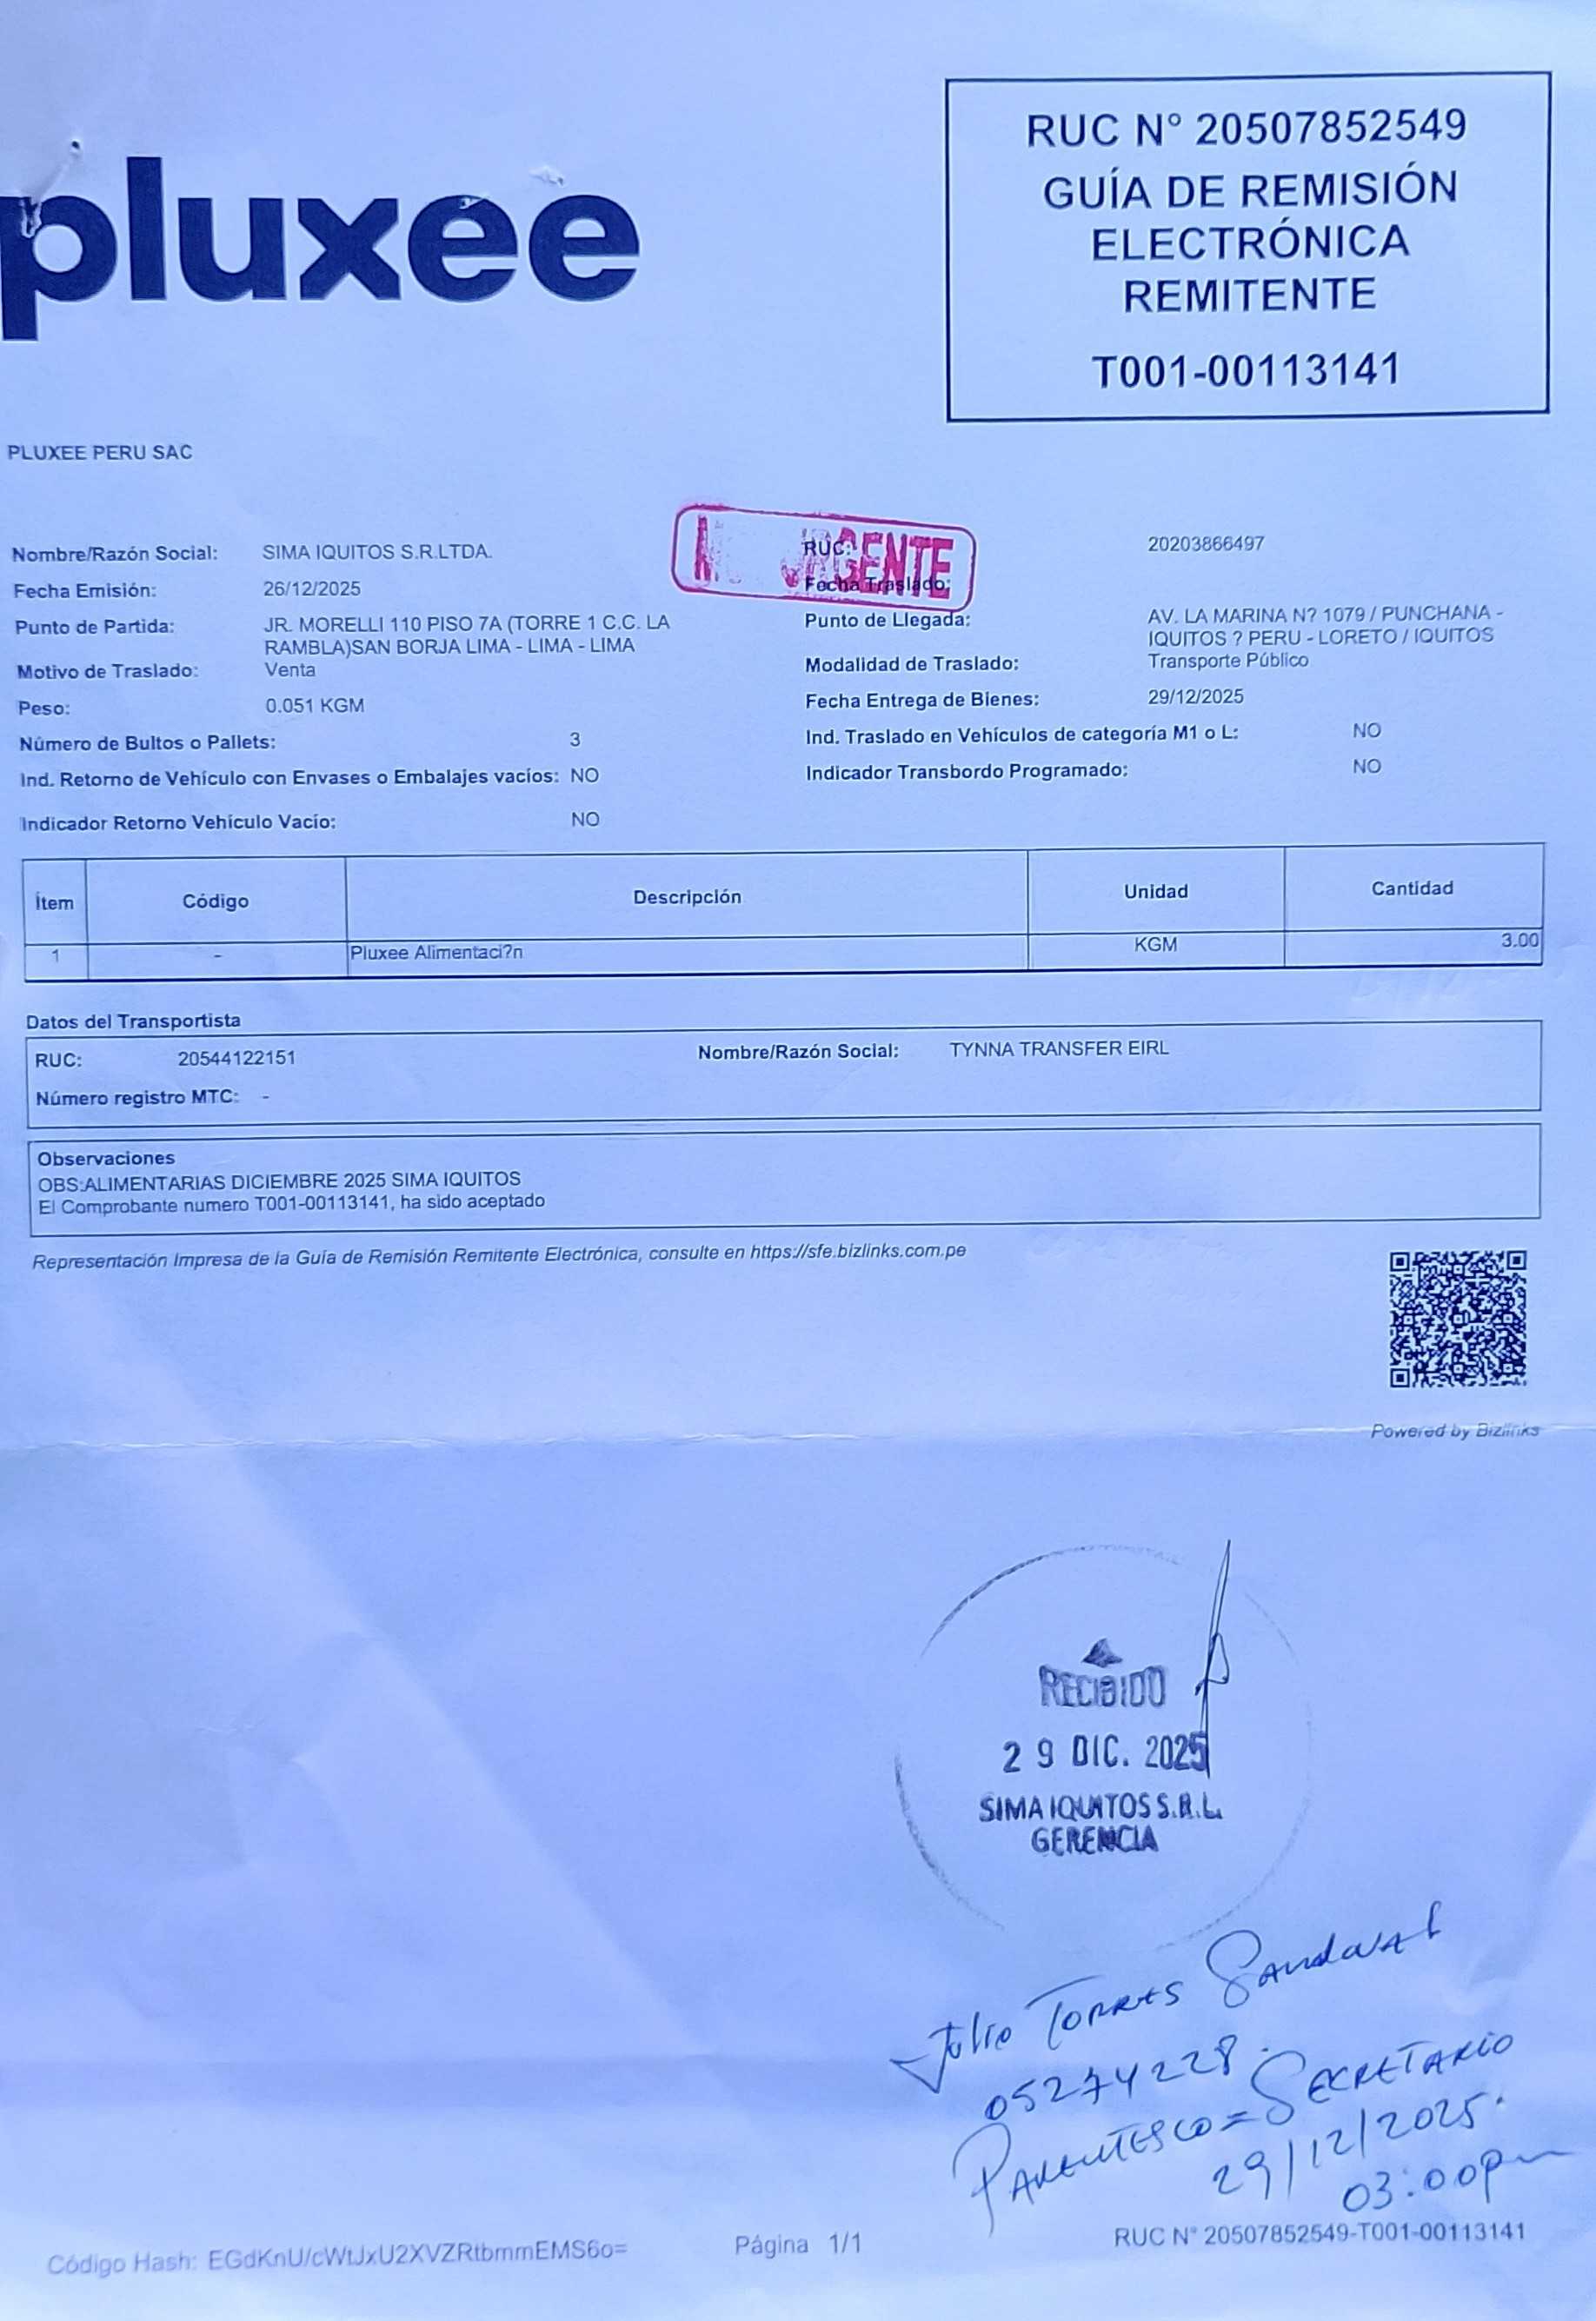 pluxee
RUC N° 20507852549
GUÍA DE REMISIÓN
ELECTRÓNICA
REMITENTE
T001-00113141
PLUXEE PERU SAC
Nombre/Razón Social: SIMA IQUITOS S.R.LTDA.
RUC: 20203866497
URGENTE
Fecha Emisión: 26/12/2025
Fecha Traslado:
Punto de Partida: JR. MORELLI 110 PISO 7A (TORRE 1 C.C. LA
RAMBLA)SAN BORJA LIMA - LIMA - LIMA
Punto de Llegada: AV. LA MARINA N? 1079 / PUNCHANA -
IQUITOS ? PERU - LORETO / IQUITOS
Motivo de Traslado: Venta
Modalidad de Traslado: Transporte Público
Peso: 0.051 KGM
Fecha Entrega de Bienes: 29/12/2025
Número de Bultos o Pallets: 3
Ind. Traslado en Vehículos de categoría M1 o L: NO
Ind. Retorno de Vehículo con Envases o Embalajes vacíos: NO
Indicador Transbordo Programado: NO
Indicador Retorno Vehículo Vacío: NO
Ítem Código Descripción Unidad Cantidad
1 - Pluxee Alimentaci?n KGM 3.00
Datos del Transportista
RUC: 20544122151 Nombre/Razón Social: TYNNA TRANSFER EIRL
Número registro MTC: -
Observaciones
OBS:ALIMENTARIAS DICIEMBRE 2025 SIMA IQUITOS
El Comprobante numero T001-00113141, ha sido aceptado
Representación Impresa de la Guía de Remisión Remitente Electrónica, consulte en https://sfe.bizlinks.com.pe
Powered by Bizlinks
RECIBIDO
29 DIC. 2025
SIMA IQUITOS S.R.L.
GERENCIA
Julio TORRES SANDOVAL
05274228.
PARENTESCO = SECRETARIO
29/12/2025.
03:00pm
Código Hash: EGdKnU/cWtJxU2XVZRtbmmEMS6o=
Página 1/1
RUC N° 20507852549-T001-00113141